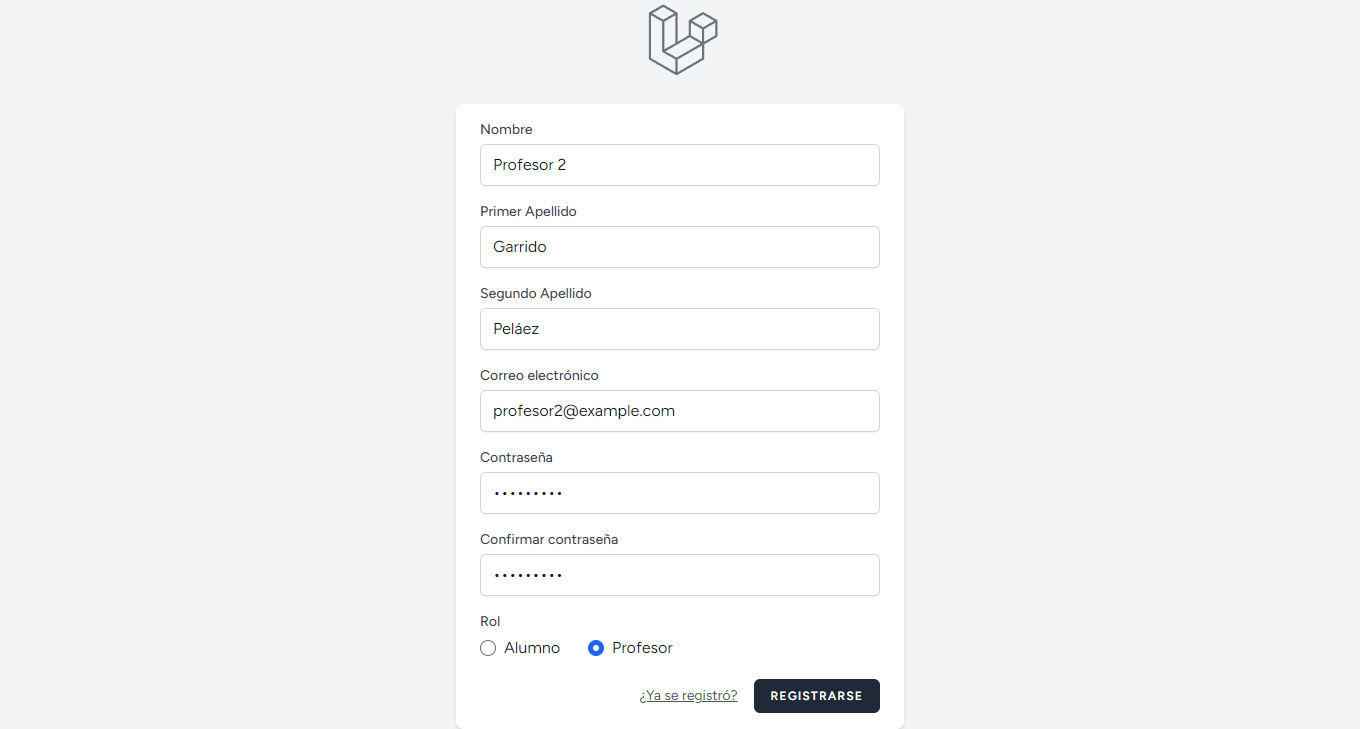 Nombre
Profesor 2
Primer Apellido
Garrido
Segundo Apellido
Peláez
Correo electrónico
profesor2@example.com
Contraseña
•••••••••
Confirmar contraseña
•••••••••
Rol
Alumno Profesor
¿Ya se registró? REGISTRARSE